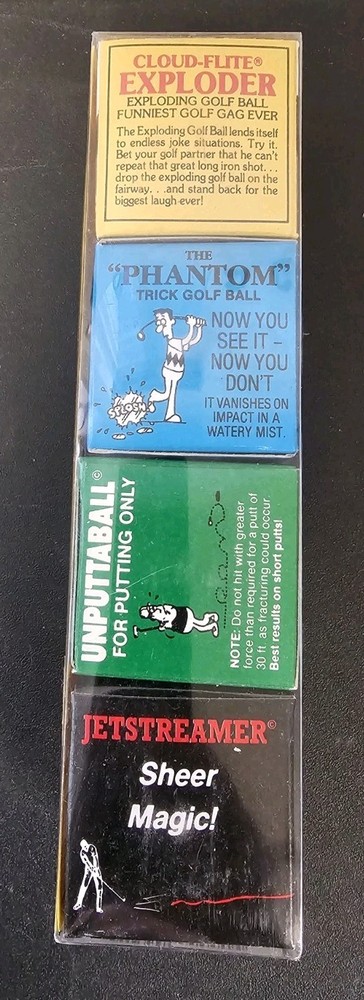 CLOUD-FLITE®
EXPLODER
EXPLODING GOLF BALL
FUNNIEST GOLF GAG EVER
The Exploding Golf Ball lends itself
to endless joke situations. Try it.
Bet your golf partner that he can't
repeat that great long iron shot...
drop the exploding golf ball on the
fairway. . .and stand back for the
biggest laugh ever!
THE
"PHANTOM"
TRICK GOLF BALL
NOW YOU
SEE IT –
NOW YOU
DON'T
IT VANISHES ON
IMPACT IN A
WATERY MIST.
SPLOSH
UNPUTTABALL©
FOR PUTTING ONLY
NOTE: Do not hit with greater
force than required for a putt of
30 ft. as fracturing could occur.
Best results on short putts!
JETSTREAMER©
Sheer
Magic!